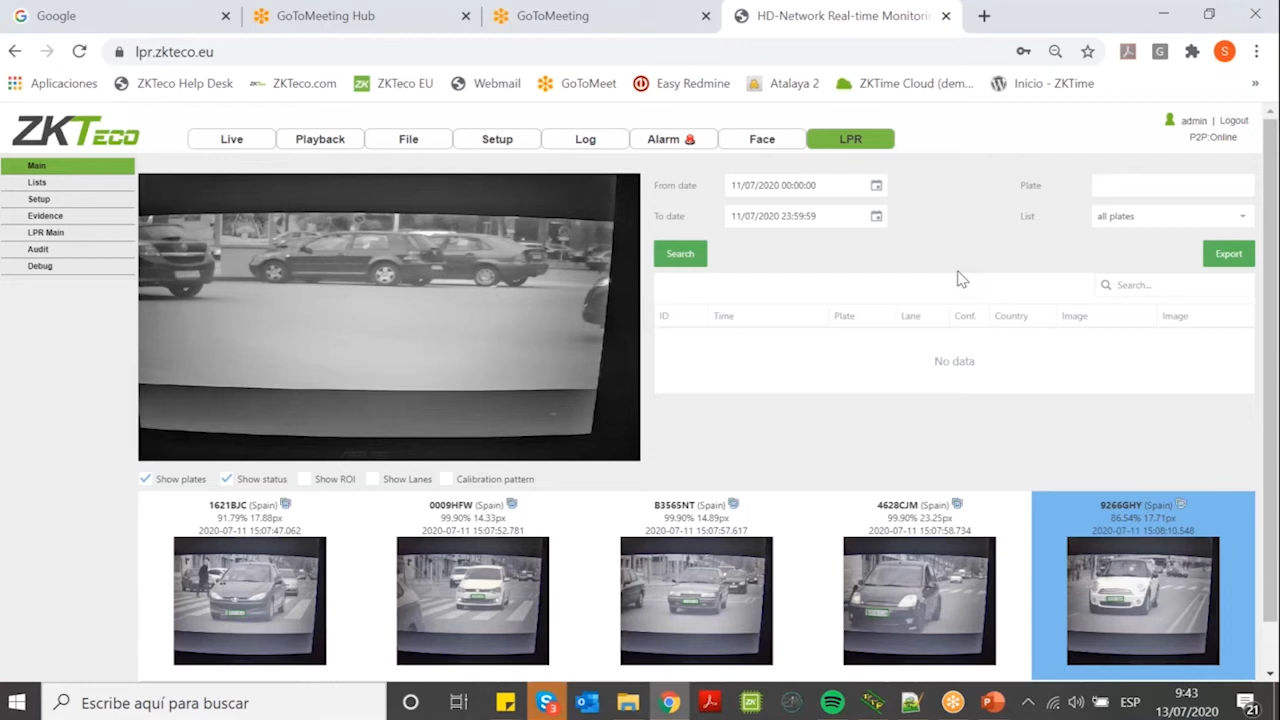 Google
GoToMeeting Hub
GoToMeeting
HD-Network Real-time Monitorin
lpr.zkteco.eu
Aplicaciones
ZKTeco Help Desk
ZKTeco.com
ZKTeco EU
Webmail
GoToMeet
Easy Redmine
Atalaya 2
ZKTime Cloud (dem...
Inicio - ZKTime
»
ZKTECO
Live
Playback
File
Setup
Log
Alarm
Face
LPR
admin | Logout
P2P:Online
Main
Lists
Setup
Evidence
LPR Main
Audit
Debug
From date
11/07/2020 00:00:00
Plate
To date
11/07/2020 23:59:59
List
all plates
Search
Export
Search...
ID
Time
Plate
Lane
Conf.
Country
Image
Image
No data
Show plates
Show status
Show ROI
Show Lanes
Calibration pattern
1621BJC (Spain)
91.79% 17.88px
2020-07-11 15:07:47.062
0009HFW (Spain)
99.90% 14.33px
2020-07-11 15:07:52.781
B3565NT (Spain)
99.90% 14.89px
2020-07-11 15:07:57.617
4628CJM (Spain)
99.90% 23.25px
2020-07-11 15:07:58.734
9266GHY (Spain)
86.54% 17.71px
2020-07-11 15:08:10.548
Escribe aquí para buscar
ESP
9:43
13/07/2020
21